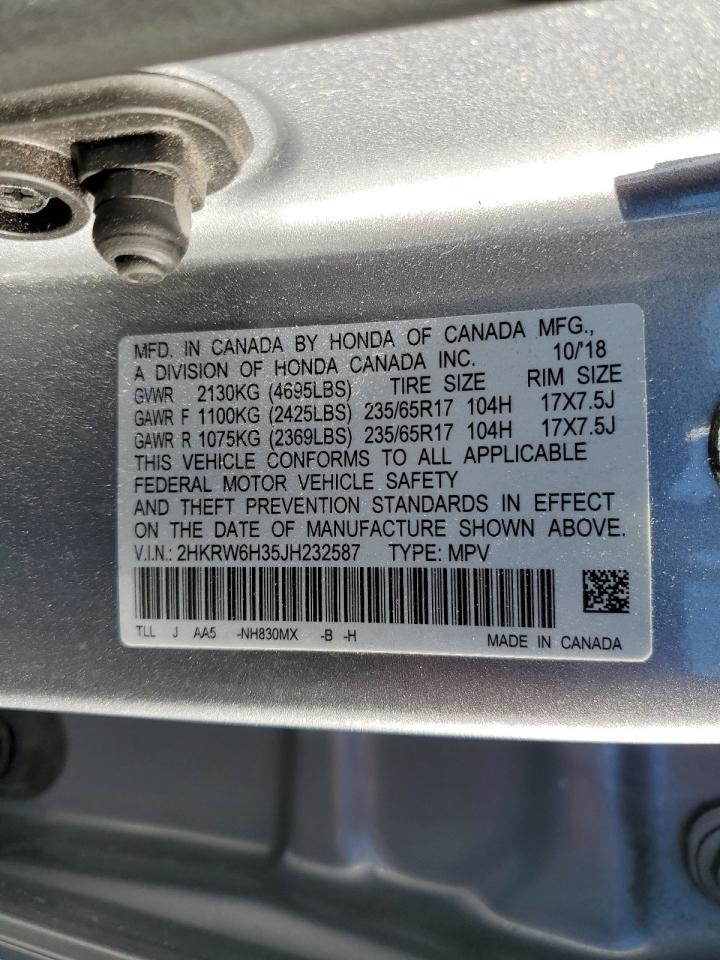 MFD. IN CANADA BY HONDA OF CANADA MFG.,
A DIVISION OF HONDA CANADA INC. 10/'18
GVWR 2130KG (4695LBS) TIRE SIZE RIM SIZE
GAWR F 1100KG (2425LBS) 235/65R17 104H 17X7.5J
GAWR R 1075KG (2369LBS) 235/65R17 104H 17X7.5J
THIS VEHICLE CONFORMS TO ALL APPLICABLE
FEDERAL MOTOR VEHICLE SAFETY
AND THEFT PREVENTION STANDARDS IN EFFECT
ON THE DATE OF MANUFACTURE SHOWN ABOVE.
V.I.N.: 2HKRW6H35JH232587 TYPE: MPV
TLL J AA5 -NH830MX -B -H MADE IN CANADA